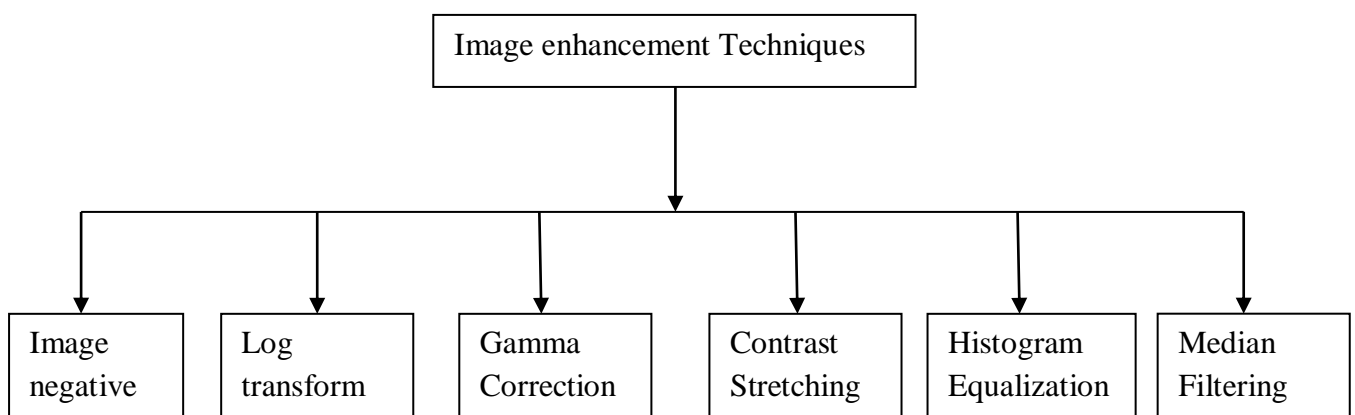 Image enhancement Techniques
Image
negative
Log
transform
Gamma
Correction
Contrast
Stretching
Histogram
Equalization
Median
Filtering